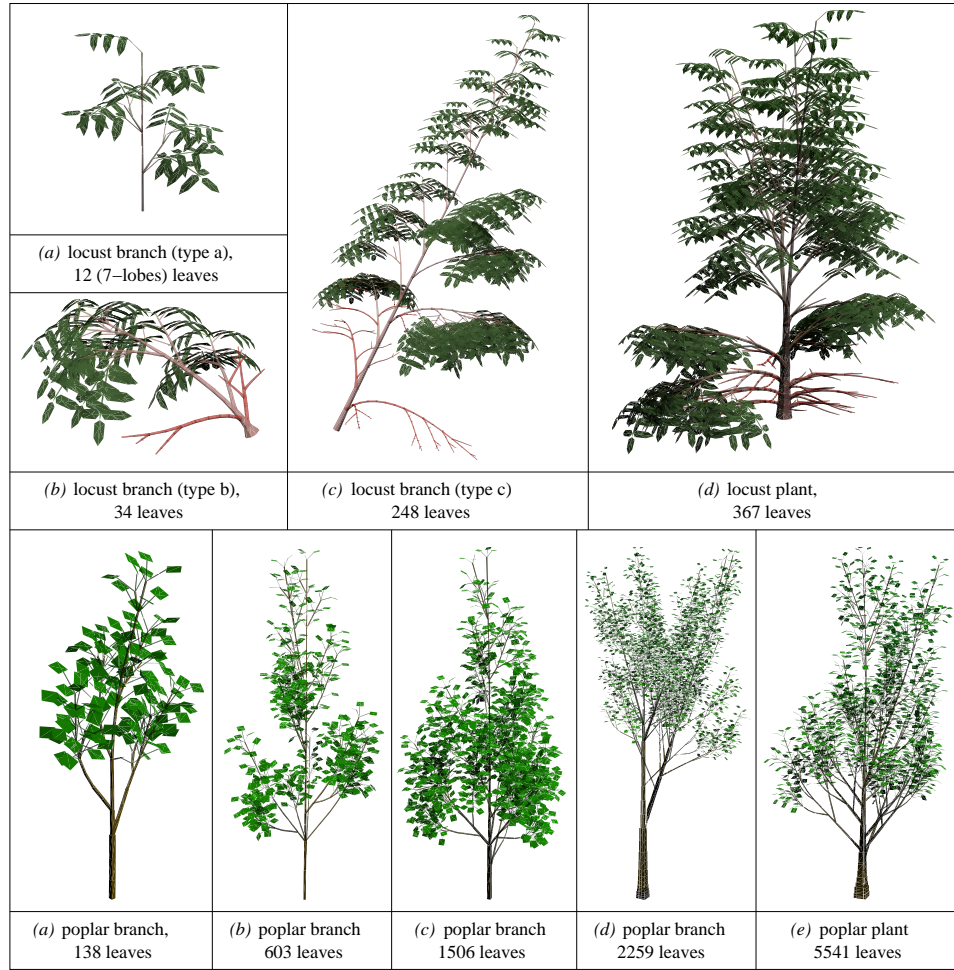 (a) locust branch (type a),
12 (7−lobes) leaves
(b) locust branch (type b),
34 leaves
(c) locust branch (type c)
248 leaves
(d) locust plant,
367 leaves
(a) poplar branch,
138 leaves
(b) poplar branch
603 leaves
(c) poplar branch
1506 leaves
(d) poplar branch
2259 leaves
(e) poplar plant
5541 leaves